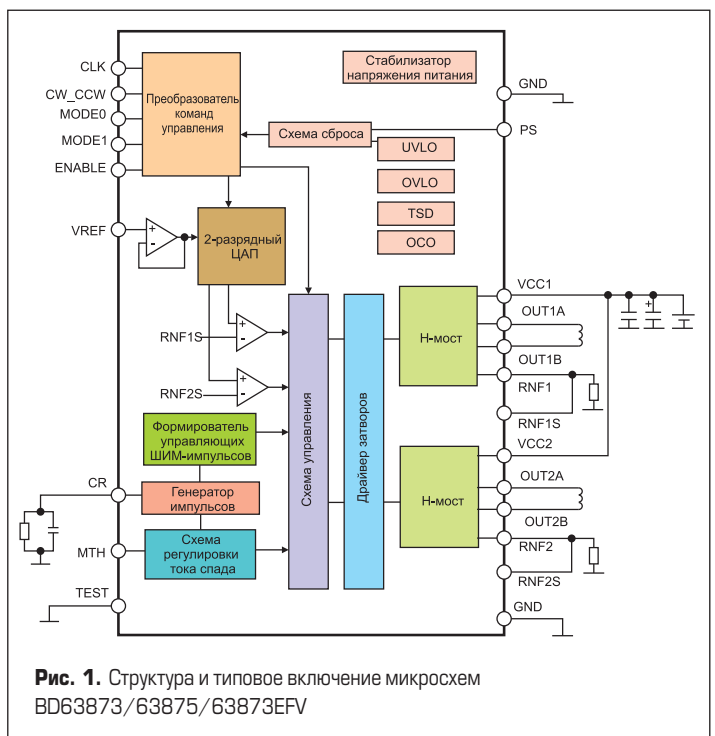 CLK
CW_CCW
MODE0
MODE1
ENABLE
VREF
CR
MTH
TEST
Преобразователь
команд
управления
Стабилизатор
напряжения питания
Схема сброса
UVLO
OVLO
TSD
OCO
+
-
2-разрядный
ЦАП
RNF1S
+
-
RNF2S
+
-
Формирователь
управляющих
ШИМ-импульсов
Генератор
импульсов
Схема
регулировки
тока спада
Схема управления
Драйвер затворов
Н-мост
Н-мост
GND
PS
VCC1
+
OUT1A
OUT1B
RNF1
RNF1S
VCC2
OUT2A
OUT2B
RNF2
RNF2S
GND
Рис. 1. Структура и типовое включение микросхем
BD63873/63875/63873EFV